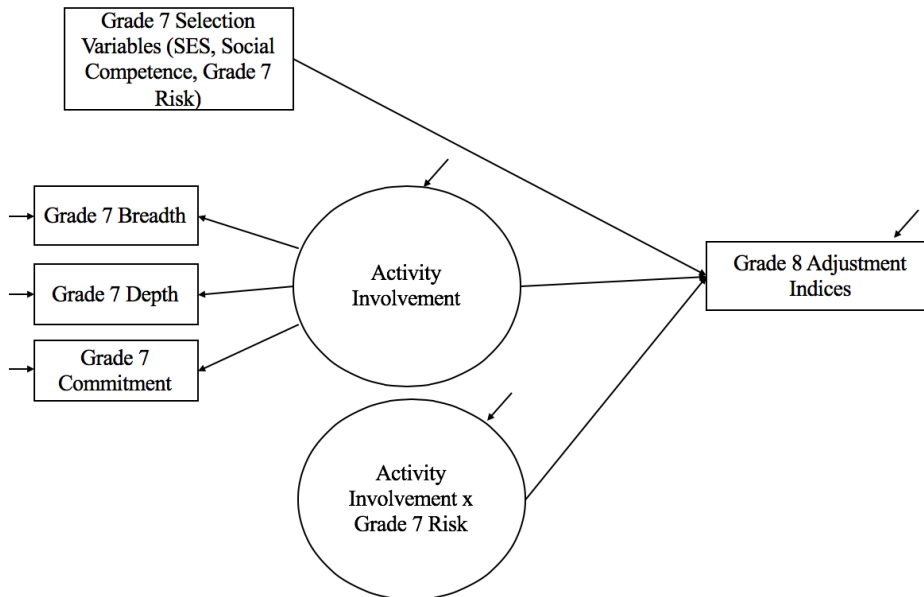 Grade 7 Selection
Variables (SES, Social
Competence, Grade 7
Risk)
Grade 7 Breadth
Grade 7 Depth
Grade 7
Commitment
Activity
Involvement
Grade 8 Adjustment
Indices
Activity
Involvement x
Grade 7 Risk